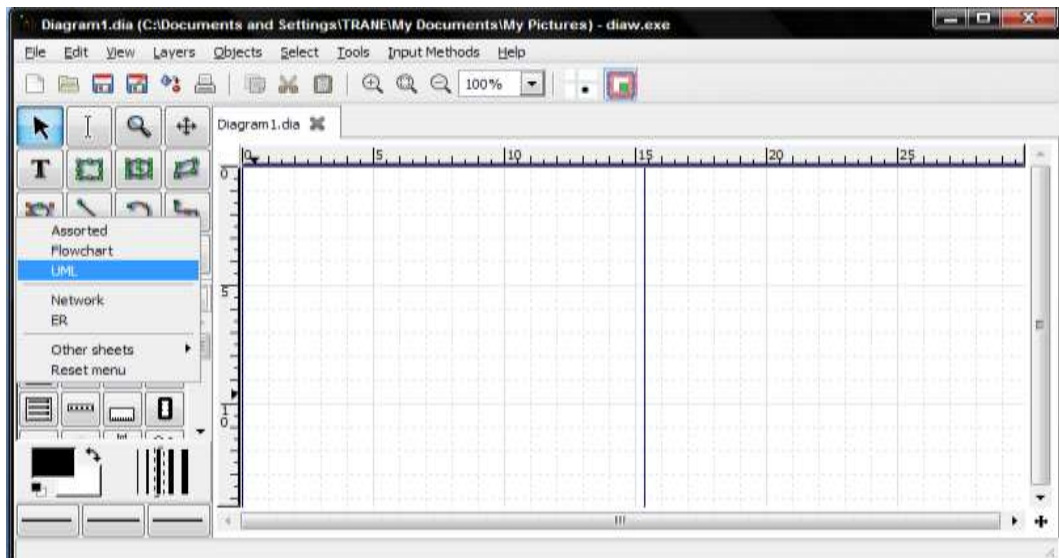 Diagram1.dia (C:\Documents and Settings\TRANE\My Documents\My Pictures) - diaw.exe
File Edit View Layers Objects Select Tools Input Methods Help
100%
Diagram1.dia
T
0 5 10 15 20 25
0
5
10
Assorted
Flowchart
UML
Network
ER
Other sheets
Reset menu